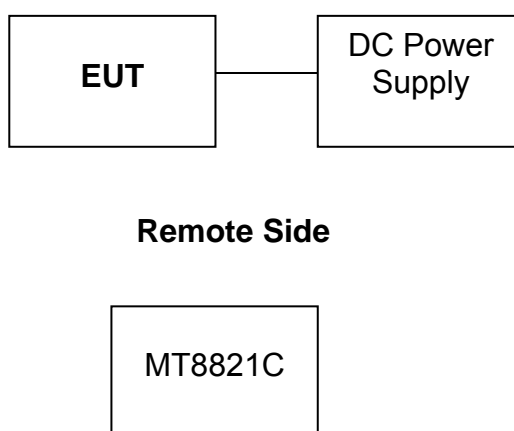 EUT
DC Power
Supply
Remote Side
MT8821C